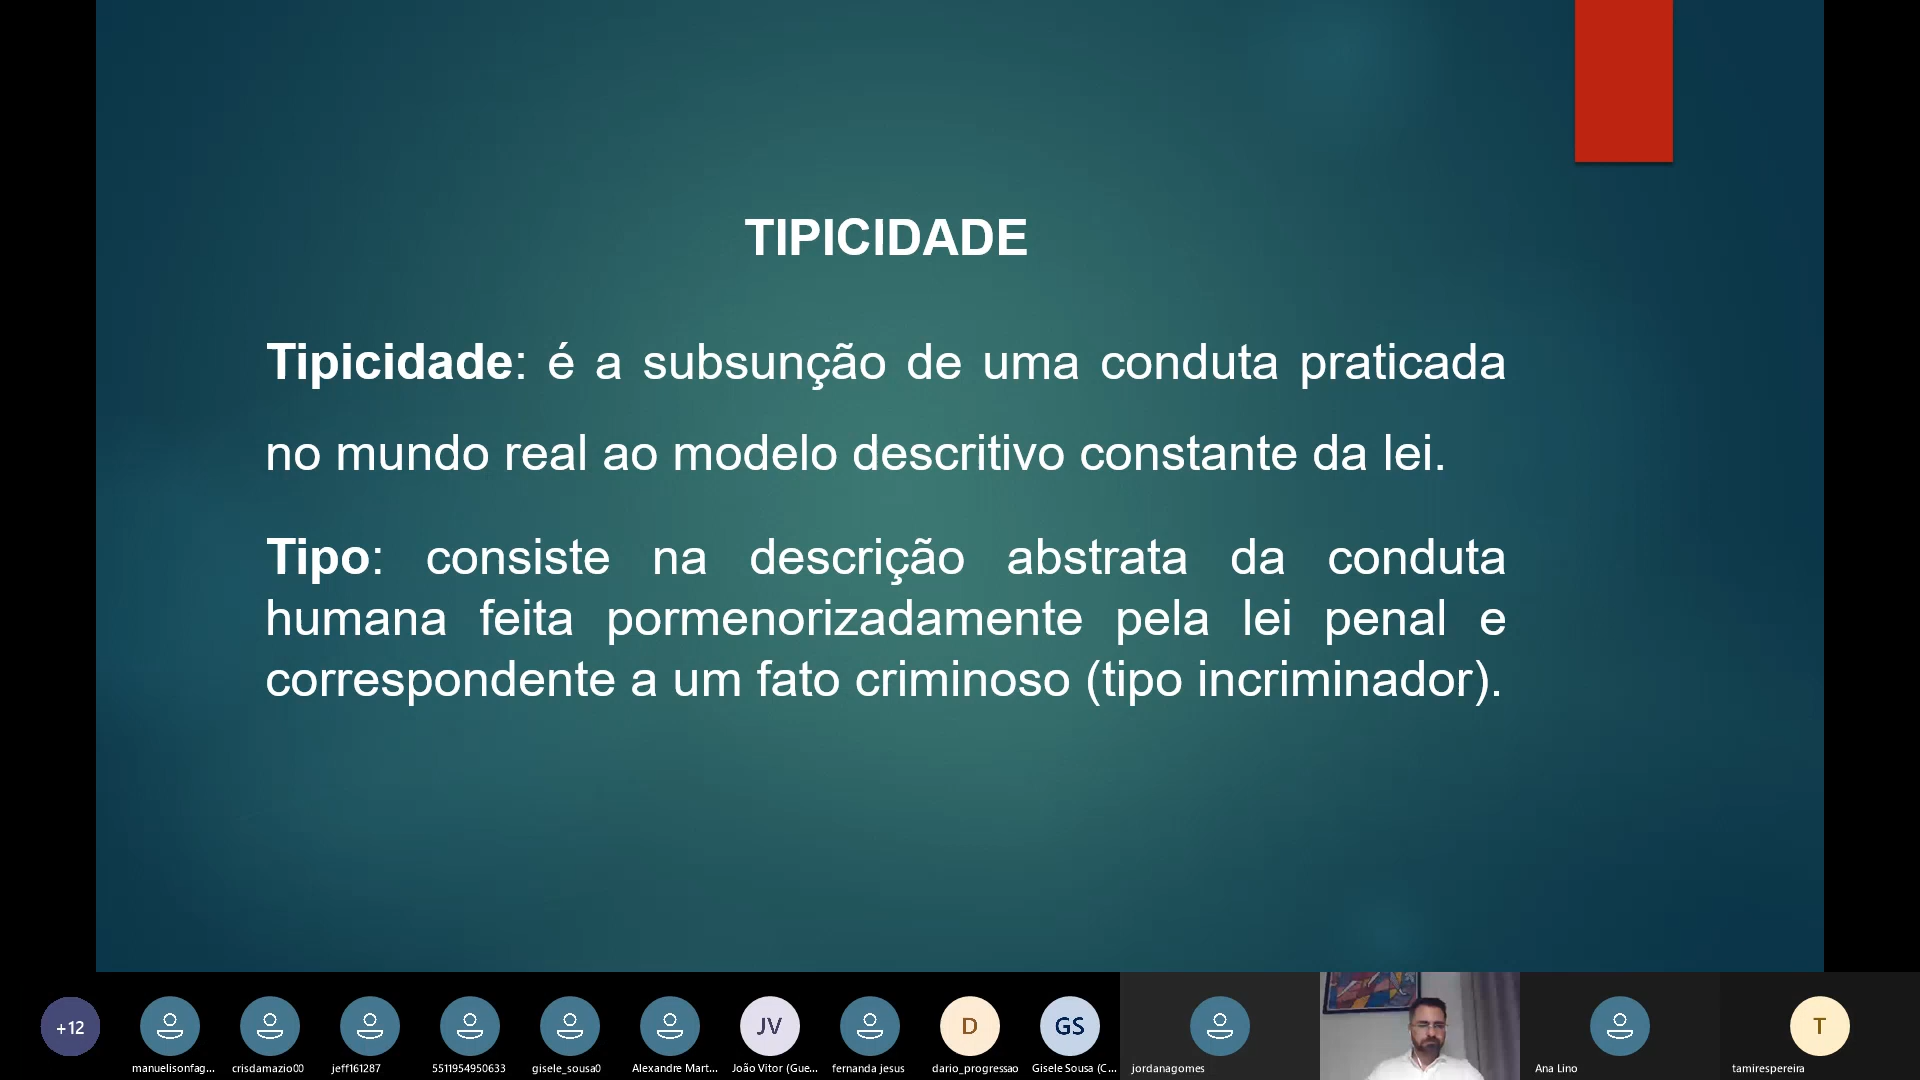 TIPICIDADE
Tipicidade: é a subsunção de uma conduta praticada
no mundo real ao modelo descritivo constante da lei.
Tipo: consiste na descrição abstrata da conduta
humana feita pormenorizadamente pela lei penal e
correspondente a um fato criminoso (tipo incriminador).
+12
JV
D
GS
T
manuelisonfag...
crisdamazio00
jeff161287
5511954950633
gisele_sousa0
Alexandre Mart...
João Vitor (Gue...
fernanda jesus
dario_progressao
Gisele Sousa (C...
jordanagomes
Ana Lino
tamirespereira